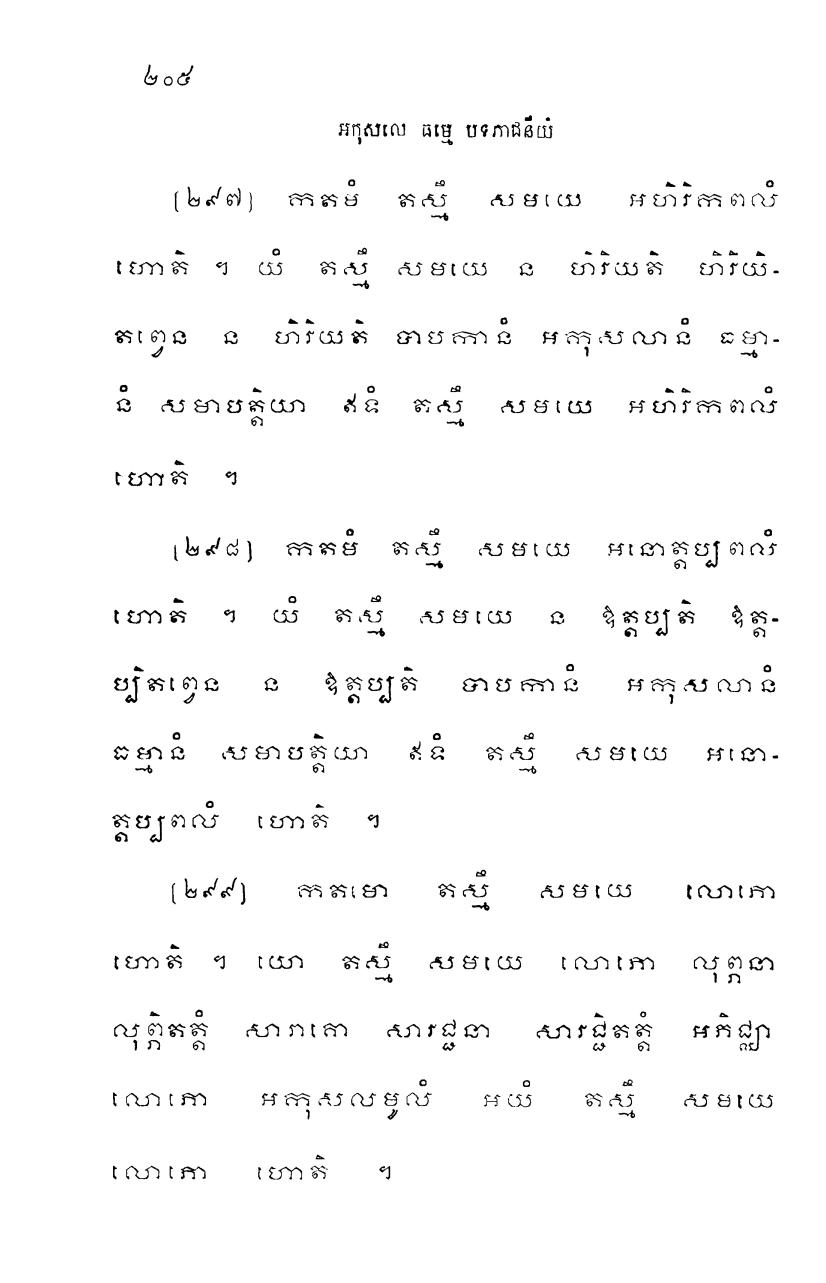 ២០៥
អកុសលេ ធម្មេ បទភាជនីយំ
(២៩៧) កតមំ តស្មឹ សមយេ អហិរិកពលំ
ហោតិ ។ យំ តស្មឹ សមយេ ន ហិរិយតិ ហិរិយិ-
តព្វេន ន ហិរិយតិ បាបកានំ អកុសលានំ ធម្មា-
នំ សមាបត្តិយា ឥទំ តស្មឹ សមយេ អហិរិកពលំ
ហោតិ ។
(២៩៨) កតមំ តស្មឹ សមយេ អនោត្តប្បពលំ
ហោតិ ។ យំ តស្មឹ សមយេ ន ឱត្តប្បតិ ឱត្ត-
ប្បិតព្វេន ន ឱត្តប្បតិ បាបកានំ អកុសលានំ
ធម្មានំ សមាបត្តិយា ឥទំ តស្មឹ សមយេ អនោ-
ត្តប្បពលំ ហោតិ ។
(២៩៩) កតមោ តស្មឹ សមយេ លោភោ
ហោតិ ។ យោ តស្មឹ សមយេ លោភោ លុព្ភនា
លុព្ភិតត្តំ សារាគោ សារជ្ជនា សារជ្ជិតត្តំ អភិជ្ឈា
លោភោ អកុសលមូលំ អយំ តស្មឹ សមយេ
លោភោ ហោតិ ។